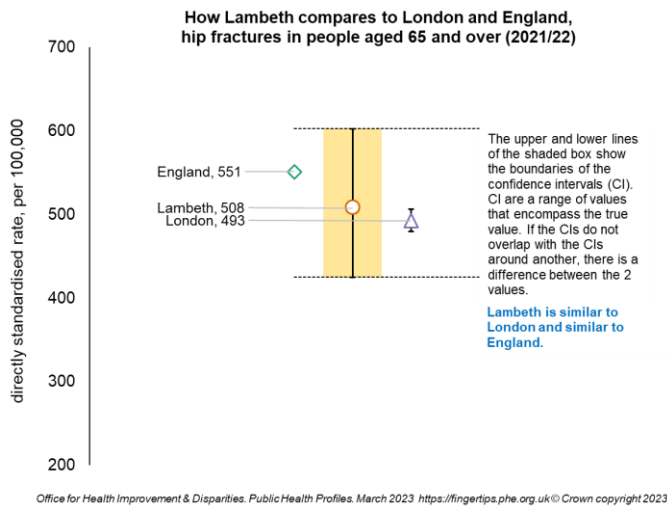 How Lambeth compares to London and England,
hip fractures in people aged 65 and over (2021/22)
directly standardised rate, per 100,000
700
600
500
400
300
200
England, 551
Lambeth, 508
London, 493
The upper and lower lines
of the shaded box show
the boundaries of the
confidence intervals (CI).
CI are a range of values
that encompass the true
value. If the CIs do not
overlap with the CIs
around another, there is a
difference between the 2
values.
Lambeth is similar to
London and similar to
England.
Office for Health Improvement & Disparities. Public Health Profiles. March 2023 https://fingertips.phe.org.uk © Crown copyright 2023